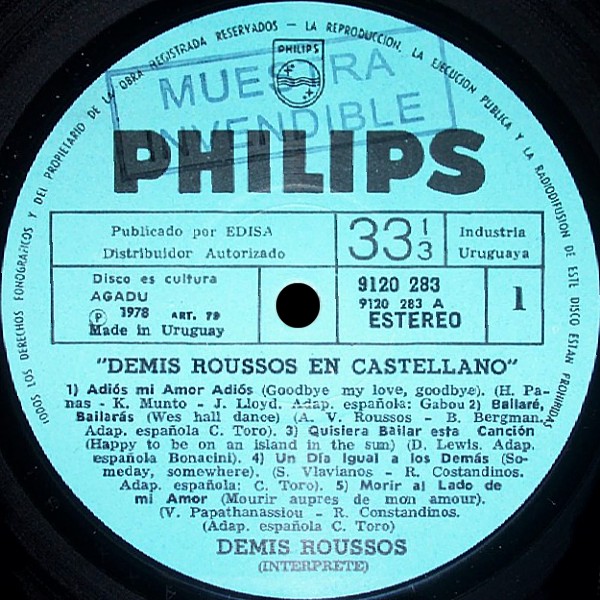 TODOS LOS DERECHOS FONOGRAFICOS Y DEL PROPIETARIO DE LA OBRA REGISTRADA RESERVADOS — LA REPRODUCCION, LA EJECUCION PUBLICA Y LA RADIODIFUSION DE ESTE DISCO ESTAN PROHIBIDAS
PHILIPS
MUESTRA
INVENDIBLE
PHILIPS
Publicado por EDISA
Distribuidor Autorizado
33 1/3
Industria
Uruguaya
Disco es cultura
AGADU
Ⓟ 1978 ART. 79
Made in Uruguay
9120 283
9120 283 A
ESTEREO
1
"DEMIS ROUSSOS EN CASTELLANO"
1) Adiós mi Amor Adiós (Goodbye my love, goodbye). (H. Pa-
nas - K. Munto - J. Lloyd. Adap. española: Gabou 2) Bailaré,
Bailarás (Wes hall dance) (A. V. Roussos - B. Bergman.
Adap. española C. Toro). 3) Quisiera Bailar esta Canción
(Happy to be on an island in the sun) (D. Lewis. Adap.
española Bonacini). 4) Un Día Igual a los Demás (So-
meday, somewhere). (S. Vlavianos - R. Costandinos.
Adap. española: C. Toro). 5) Morir al Lado de
mi Amor (Mourir aupres de mon amour).
(V. Papathanassiou - R. Constandinos.
(Adap. española C. Toro)
DEMIS ROUSSOS
(INTERPRETE)